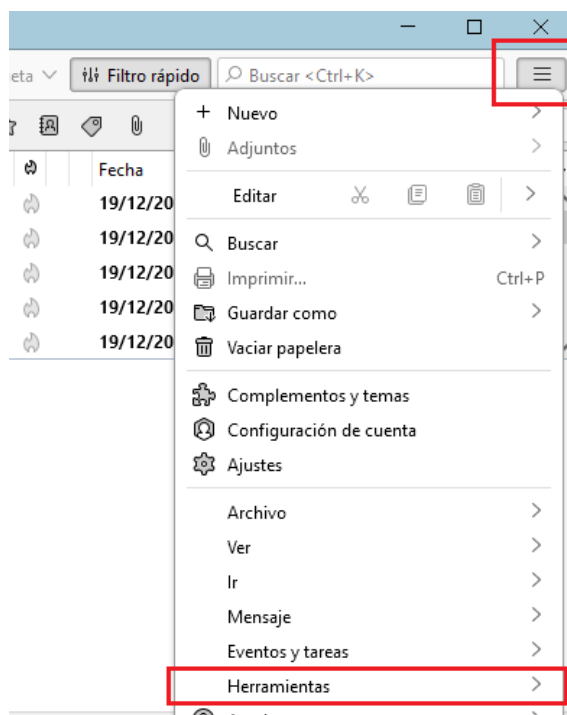 eta Filtro rápido Buscar <Ctrl+K>
Nuevo
Adjuntos
Fecha
Editar
19/12/20
19/12/20
Buscar
19/12/20
Imprimir... Ctrl+P
19/12/20
Guardar como
19/12/20
Vaciar papelera
Complementos y temas
Configuración de cuenta
Ajustes
Archivo
Ver
Ir
Mensaje
Eventos y tareas
Herramientas